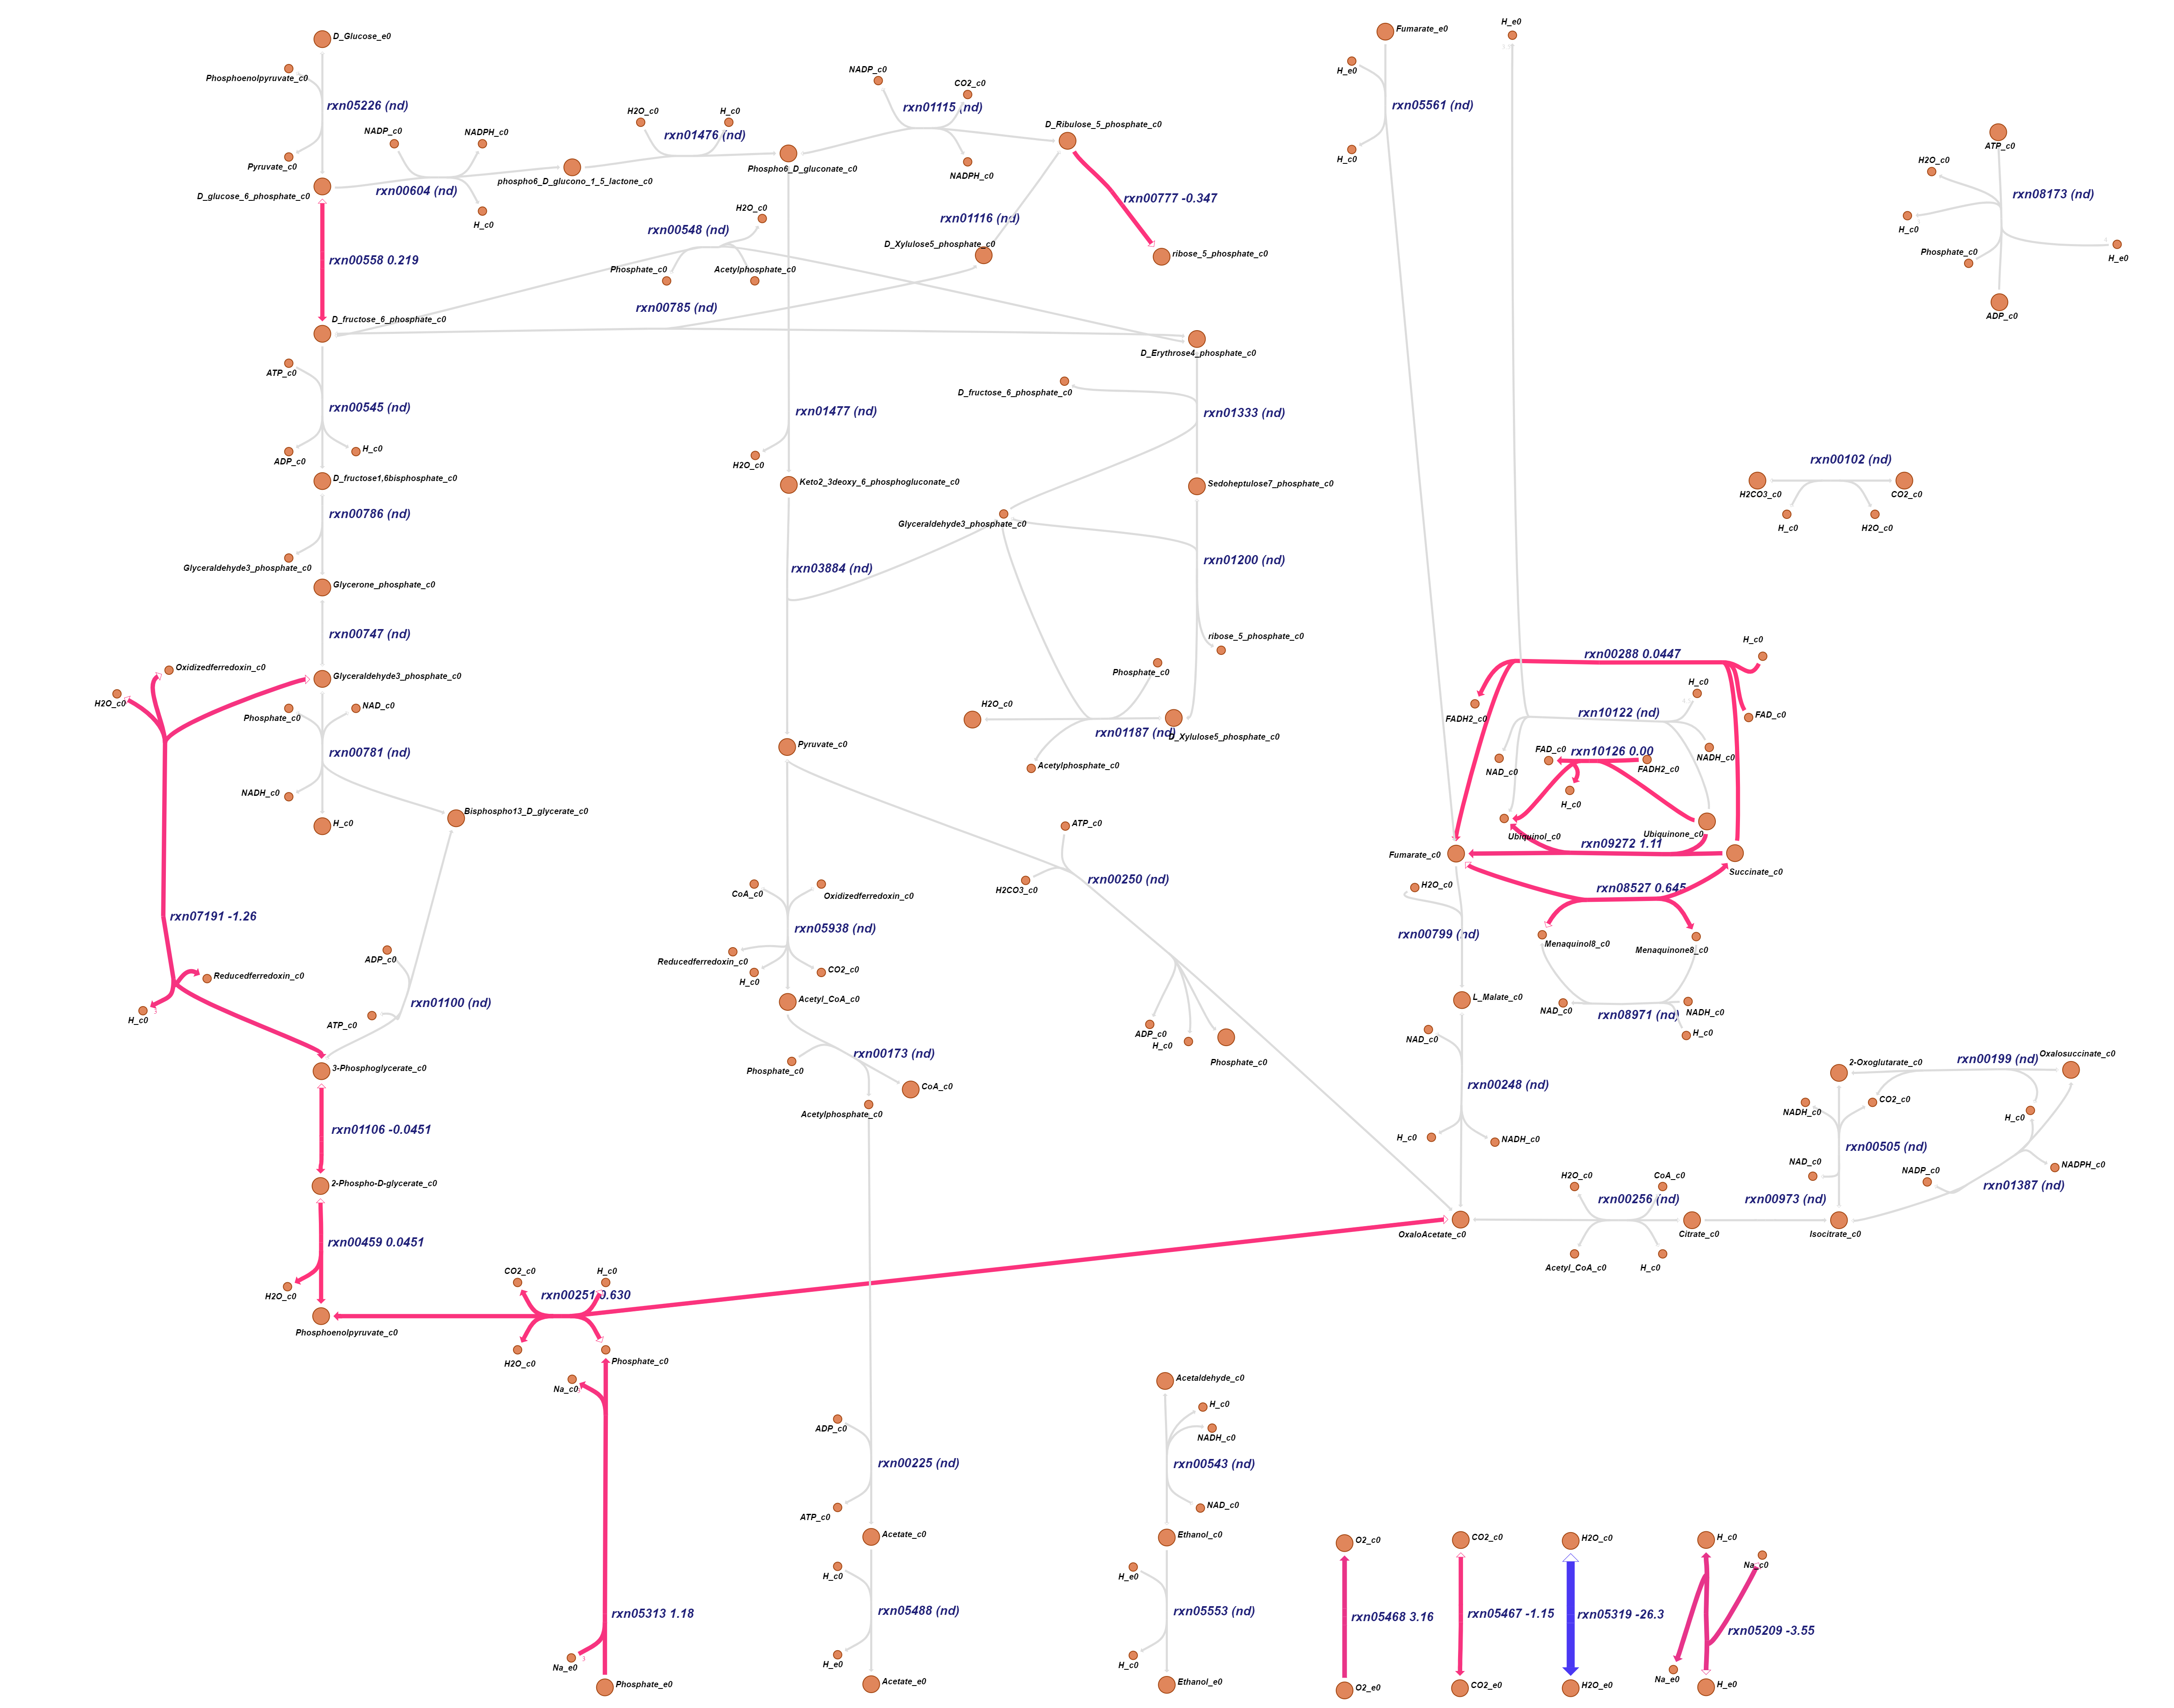 D_Glucose_e0
Phosphoenolpyruvate_c0
rxn05226 (nd)
Pyruvate_c0
D_glucose_6_phosphate_c0
NADP_c0
NADPH_c0
rxn00604 (nd)
H_c0
phospho6_D_glucono_1_5_lactone_c0
H2O_c0
H_c0
rxn01476 (nd)
Phospho6_D_gluconate_c0
NADP_c0
CO2_c0
rxn01115 (nd)
NADPH_c0
D_Ribulose_5_phosphate_c0
rxn00777 -0.347
ribose_5_phosphate_c0
rxn01116 (nd)
D_Xylulose5_phosphate_c0
H2O_c0
rxn00548 (nd)
Phosphate_c0
Acetylphosphate_c0
rxn00785 (nd)
rxn00558 0.219
D_fructose_6_phosphate_c0
D_Erythrose4_phosphate_c0
ATP_c0
rxn00545 (nd)
ADP_c0
H_c0
D_fructose1,6bisphosphate_c0
rxn00786 (nd)
Glyceraldehyde3_phosphate_c0
Glycerone_phosphate_c0
rxn00747 (nd)
Oxidizedferredoxin_c0
H2O_c0
Glyceraldehyde3_phosphate_c0
Phosphate_c0
NAD_c0
rxn00781 (nd)
NADH_c0
H_c0
Bisphospho13_D_glycerate_c0
rxn07191 -1.26
Reducedferredoxin_c0
H_c0
ADP_c0
rxn01100 (nd)
ATP_c0
3-Phosphoglycerate_c0
rxn01106 -0.0451
2-Phospho-D-glycerate_c0
rxn00459 0.0451
H2O_c0
Phosphoenolpyruvate_c0
CO2_c0
H_c0
rxn00251 0.630
H2O_c0
Phosphate_c0
Na_c0
rxn05313 1.18
Na_e0
Phosphate_e0
rxn01477 (nd)
H2O_c0
Keto2_3deoxy_6_phosphogluconate_c0
rxn03884 (nd)
D_fructose_6_phosphate_c0
rxn01333 (nd)
Sedoheptulose7_phosphate_c0
Glyceraldehyde3_phosphate_c0
rxn01200 (nd)
ribose_5_phosphate_c0
Phosphate_c0
H2O_c0
rxn01187 (nd)
D_Xylulose5_phosphate_c0
Acetylphosphate_c0
Pyruvate_c0
ATP_c0
H2CO3_c0
rxn00250 (nd)
ADP_c0
H_c0
Phosphate_c0
CoA_c0
Oxidizedferredoxin_c0
rxn05938 (nd)
Reducedferredoxin_c0
H_c0
CO2_c0
Acetyl_CoA_c0
rxn00173 (nd)
Phosphate_c0
CoA_c0
Acetylphosphate_c0
ADP_c0
rxn00225 (nd)
ATP_c0
Acetate_c0
H_c0
rxn05488 (nd)
H_e0
Acetate_e0
Acetaldehyde_c0
H_c0
NADH_c0
rxn00543 (nd)
NAD_c0
Ethanol_c0
H_e0
rxn05553 (nd)
H_c0
Ethanol_e0
Fumarate_e0
H_e0
rxn05561 (nd)
H_c0
H_e0
ATP_c0
H2O_c0
rxn08173 (nd)
H_c0
Phosphate_c0
H_e0
ADP_c0
rxn00102 (nd)
H2CO3_c0
CO2_c0
H_c0
H2O_c0
H_c0
rxn00288 0.0447
FADH2_c0
FAD_c0
H_c0
rxn10122 (nd)
NAD_c0
NADH_c0
FAD_c0
rxn10126 0.00
FADH2_c0
H_c0
Ubiquinol_c0
Ubiquinone_c0
rxn09272 1.11
Fumarate_c0
Succinate_c0
rxn08527 0.645
Menaquinol8_c0
Menaquinone8_c0
NAD_c0
rxn08971 (nd)
NADH_c0
H_c0
H2O_c0
rxn00799 (nd)
L_Malate_c0
NAD_c0
rxn00248 (nd)
H_c0
NADH_c0
OxaloAcetate_c0
H2O_c0
CoA_c0
rxn00256 (nd)
Acetyl_CoA_c0
H_c0
Citrate_c0
rxn00973 (nd)
Isocitrate_c0
2-Oxoglutarate_c0
rxn00199 (nd)
Oxalosuccinate_c0
NADH_c0
CO2_c0
H_c0
rxn00505 (nd)
NAD_c0
NADP_c0
NADPH_c0
rxn01387 (nd)
O2_c0
rxn05468 3.16
O2_e0
CO2_c0
rxn05467 -1.15
CO2_e0
H2O_c0
rxn05319 -26.3
H2O_e0
H_c0
Na_c0
rxn05209 -3.55
Na_e0
H_e0